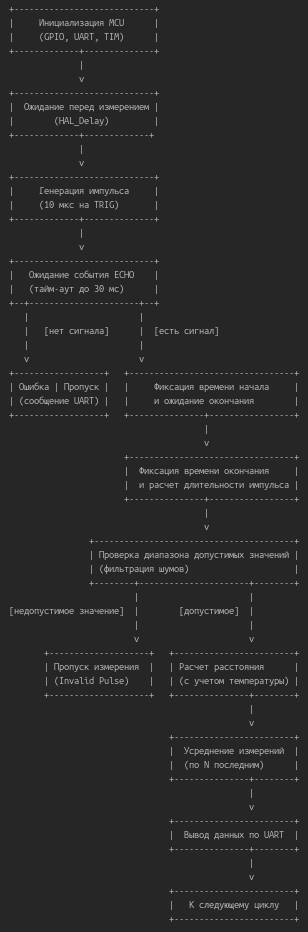 Инициализация MCU
(GPIO, UART, TIM)
Ожидание перед измерением
(HAL_Delay)
Генерация импульса
(10 мкс на TRIG)
Ожидание события ECHO
(тайм-аут до 30 мс)
[нет сигнала] [есть сигнал]
Ошибка | Пропуск | Фиксация времени начала
(сообщение UART) | и ожидание окончания
Фиксация времени окончания
и расчет длительности импульса
Проверка диапазона допустимых значений
(фильтрация шумов)
[недопустимое значение] [допустимое]
Пропуск измерения | Расчет расстояния
(Invalid Pulse) | (с учетом температуры)
Усреднение измерений
(по N последним)
Вывод данных по UART
К следующему циклу